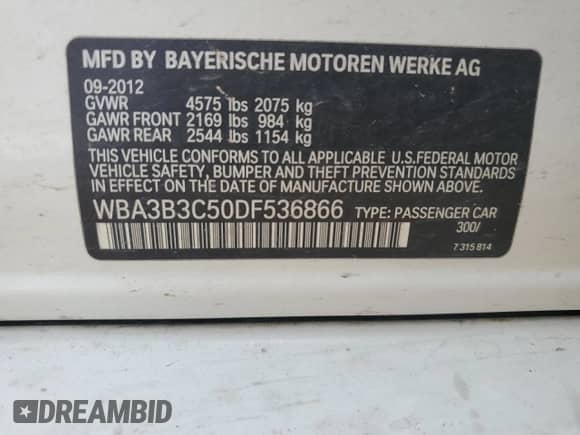 MFD BY BAYERISCHE MOTOREN WERKE AG
09-2012
GVWR 4575 lbs 2075 kg
GAWR FRONT 2169 lbs 984 kg
GAWR REAR 2544 lbs 1154 kg
THIS VEHICLE CONFORMS TO ALL APPLICABLE U.S.FEDERAL MOTOR
VEHICLE SAFETY, BUMPER AND THEFT PREVENTION STANDARDS
IN EFFECT ON THE DATE OF MANUFACTURE SHOWN ABOVE.
WBA3B3C50DF536866 TYPE: PASSENGER CAR
300/
7 315 814
DREAMBID